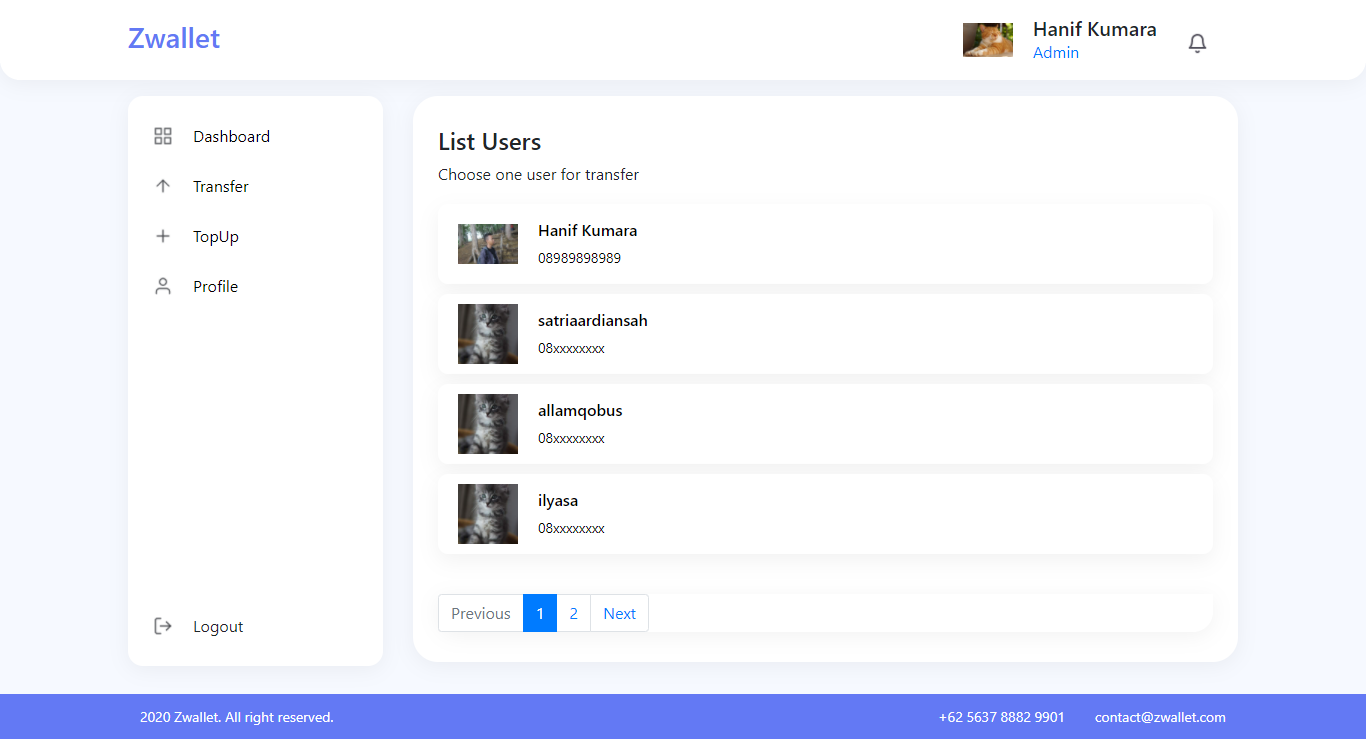 Zwallet
Hanif Kumara
Admin
Dashboard
Transfer
TopUp
Profile
Logout
List Users
Choose one user for transfer
Hanif Kumara
08989898989
satriaardiansah
08xxxxxxxx
allamqobus
08xxxxxxxx
ilyasa
08xxxxxxxx
Previous 1 2 Next
2020 Zwallet. All right reserved.
+62 5637 8882 9901 contact@zwallet.com